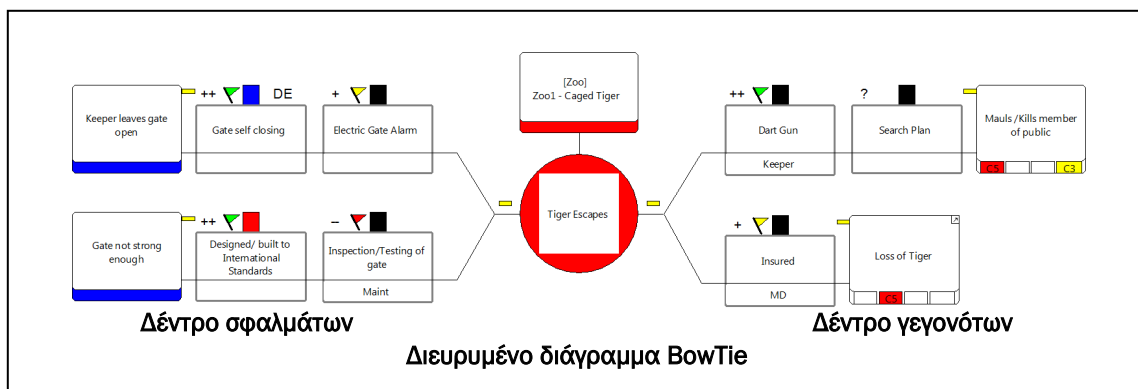 [Zoo]
Zoo1 - Caged Tiger
Keeper leaves gate
open
++
DE
Gate self closing
+
Electric Gate Alarm
++
Dart Gun
Keeper
?
Search Plan
Mauls /Kills member
of public
C5
C3
Tiger Escapes
Gate not strong
enough
++
Designed/ built to
International
Standards
–
Inspection/Testing of
gate
Maint
+
Insured
MD
Loss of Tiger
C5
Δέντρο σφαλμάτων
Δέντρο γεγονότων
Διευρυμένο διάγραμμα BowTie